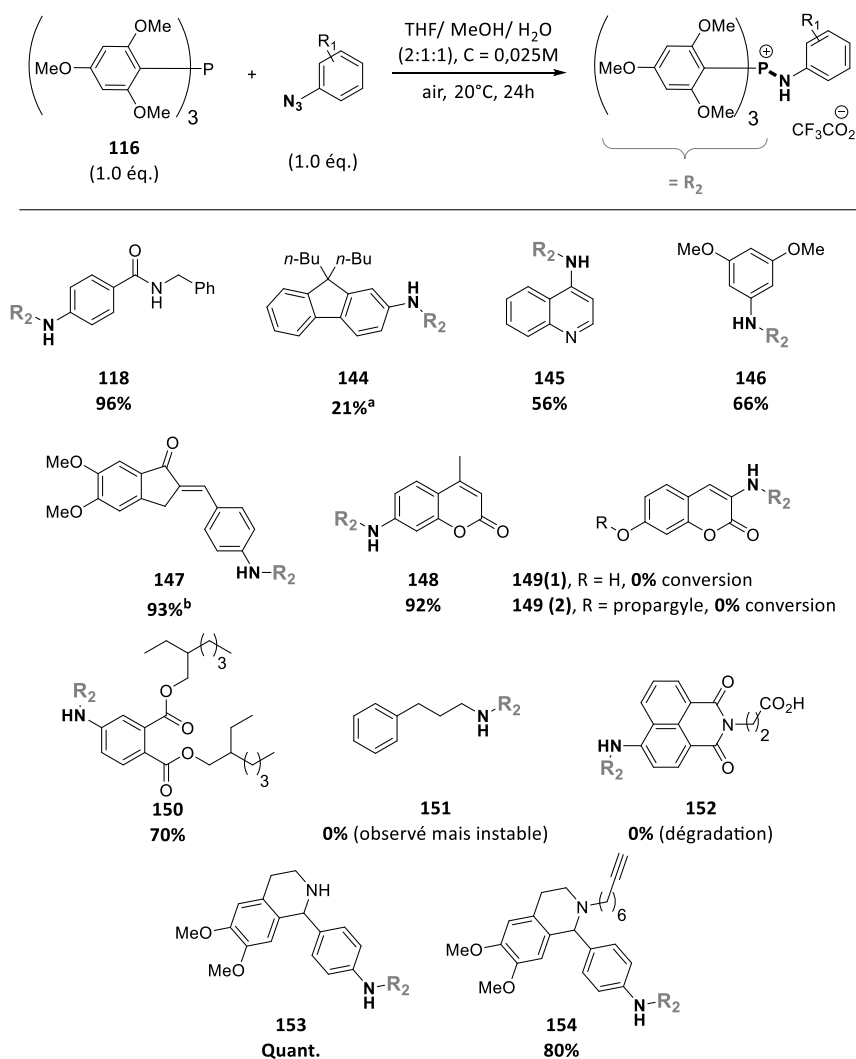 OMe
MeO
P
OMe
3
116
(1.0 éq.)
+
R1
N3
(1.0 éq.)
THF/ MeOH/ H2O
(2:1:1), C = 0,025M
air, 20°C, 24h
OMe
MeO
P
⊕
N
H
R1
OMe
3
CF3CO2
⊖
= R2
O
N
H
Ph
R2
N
H
118
96%
n-Bu n-Bu
H
N
R2
144
21%a
R2
NH
N
145
56%
MeO OMe
HN
R2
146
66%
O
MeO
MeO
HN
R2
147
93%b
R2
N
H
O
O
148
92%
H
N
R2
R
O
O
O
149(1), R = H, 0% conversion
149 (2), R = propargyle, 0% conversion
3
R2
HN
O
O
O
O
3
150
70%
N
H
R2
151
0% (observé mais instable)
O
N
CO2H
2
O
HN
R2
152
0% (dégradation)
NH
MeO
MeO
N
H
R2
153
Quant.
N
6
MeO
MeO
N
H
R2
154
80%